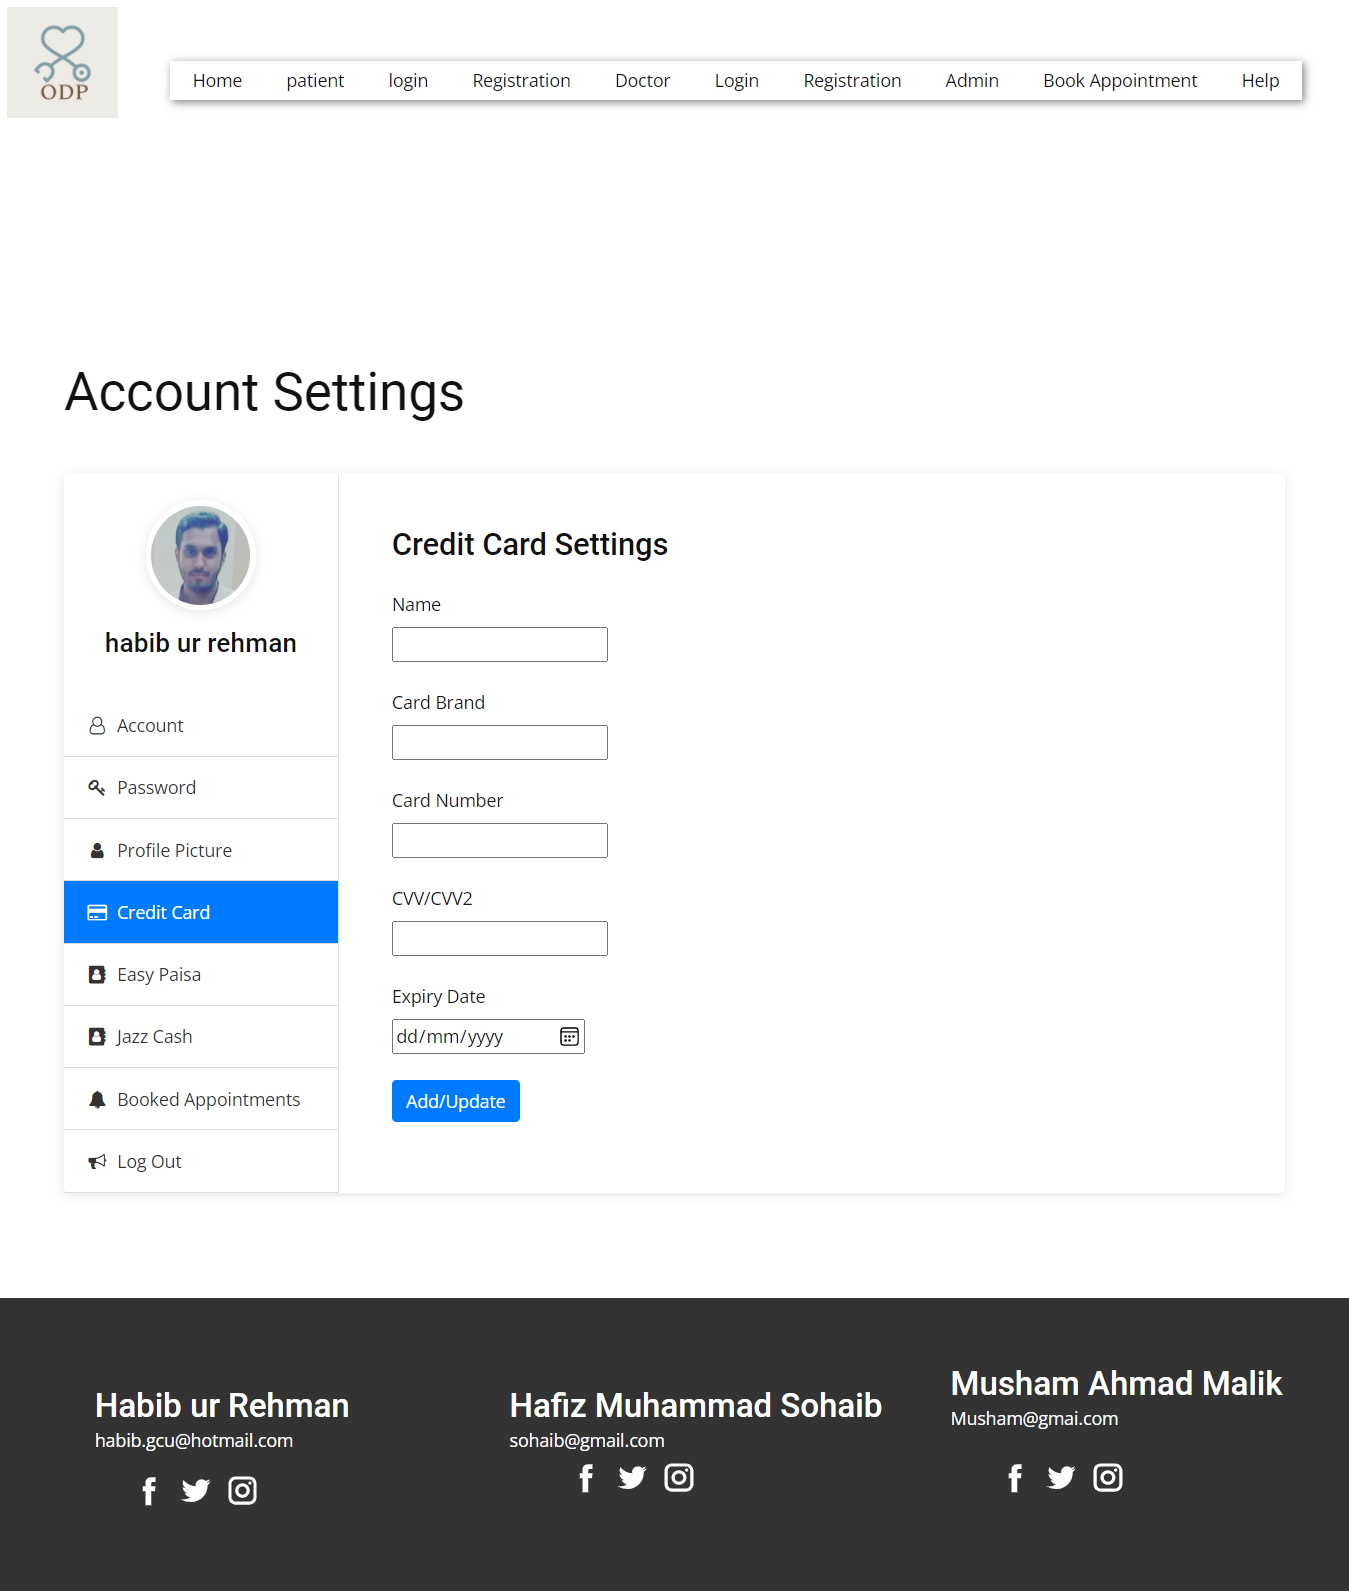 ODP
Home patient login Registration Doctor Login Registration Admin Book Appointment Help
Account Settings
habib ur rehman
Account
Password
Profile Picture
Credit Card
Easy Paisa
Jazz Cash
Booked Appointments
Log Out
Credit Card Settings
Name
Card Brand
Card Number
CVV/CVV2
Expiry Date
dd/mm/yyyy
Add/Update
Habib ur Rehman
habib.gcu@hotmail.com
Hafiz Muhammad Sohaib
sohaib@gmail.com
Musham Ahmad Malik
Musham@gmai.com